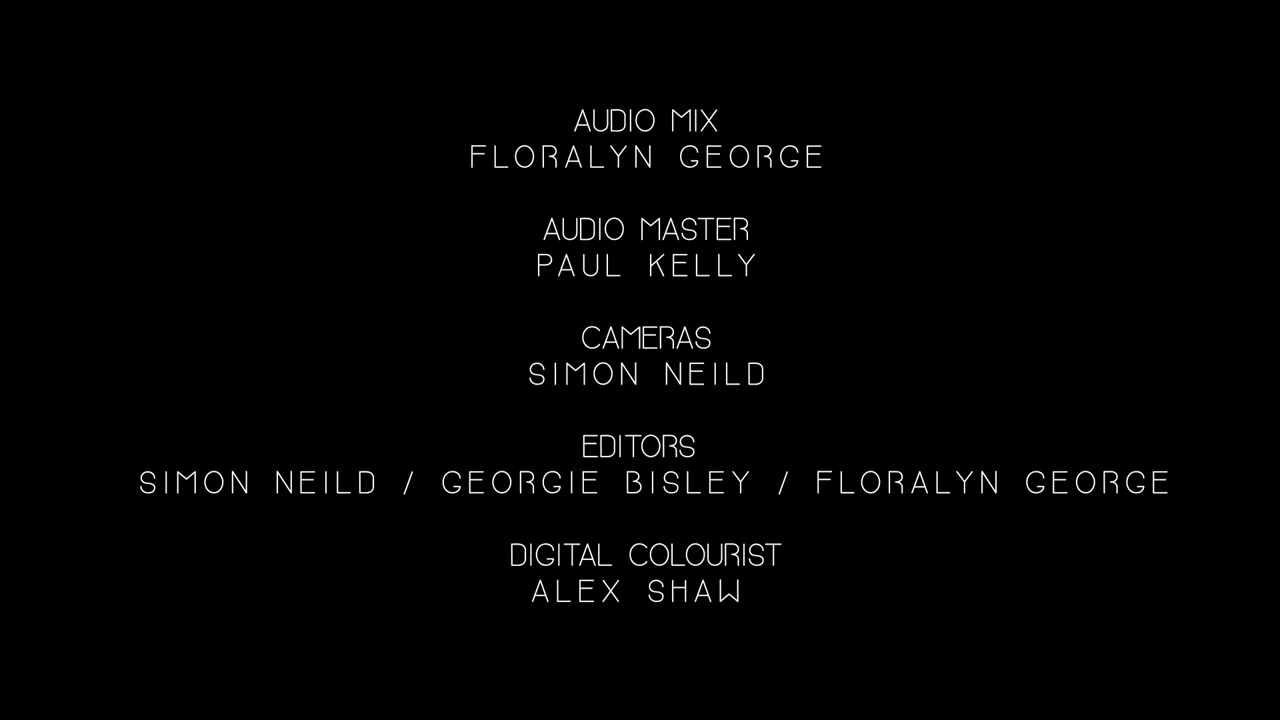 AUDIO MIX
FLORALYN GEORGE
AUDIO MASTER
PAUL KELLY
CAMERAS
SIMON NEILD
EDITORS
SIMON NEILD / GEORGIE BISLEY / FLORALYN GEORGE
DIGITAL COLOURIST
ALEX SHAW